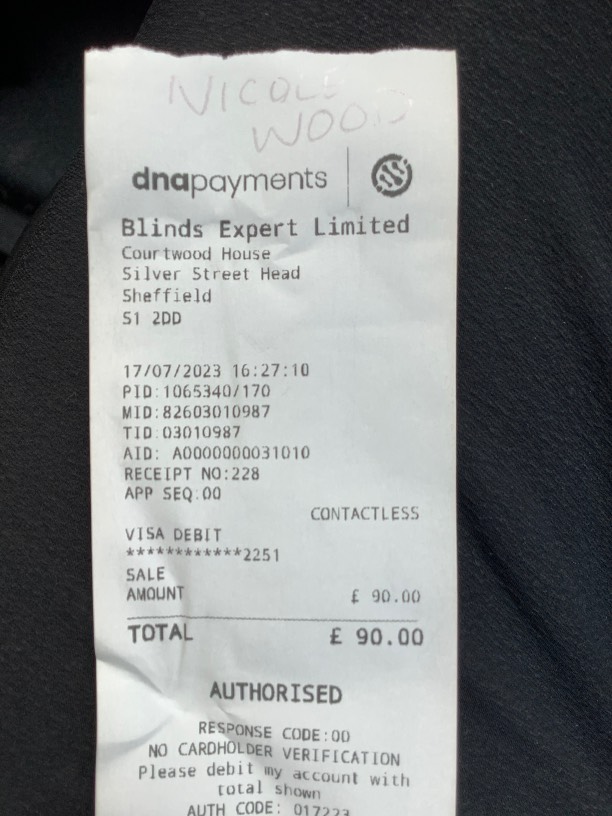 NICOLE
WOOD
dnapayments
Blinds Expert Limited
Courtwood House
Silver Street Head
Sheffield
S1 2DD
17/07/2023 16:27:10
PID:1065340/170
MID:82603010987
TID:03010987
AID: A0000000031010
RECEIPT NO:228
APP SEQ:00
CONTACTLESS
VISA DEBIT
************2251
SALE
AMOUNT £ 90.00
TOTAL £ 90.00
AUTHORISED
RESPONSE CODE:00
NO CARDHOLDER VERIFICATION
Please debit my account with
total shown
AUTH CODE: 017223